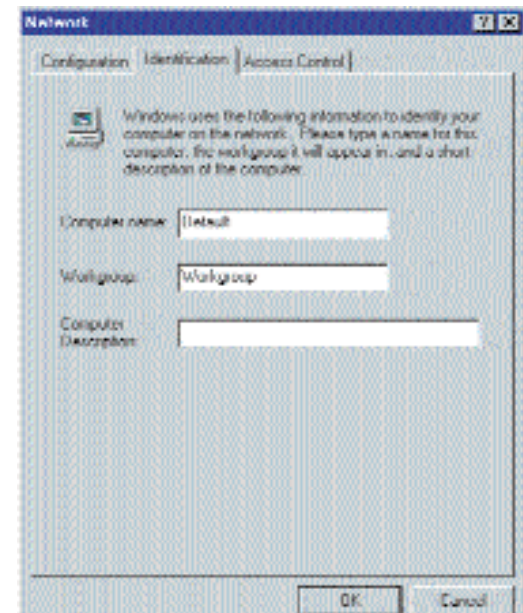 Network
Configuration Identification Access Control
Windows uses the following information to identify your
computer on the network. Please type a name for this
computer, the workgroup it will appear in, and a short
description of the computer.
Computer name: Default
Workgroup: Workgroup
Computer
Description:
OK Cancel